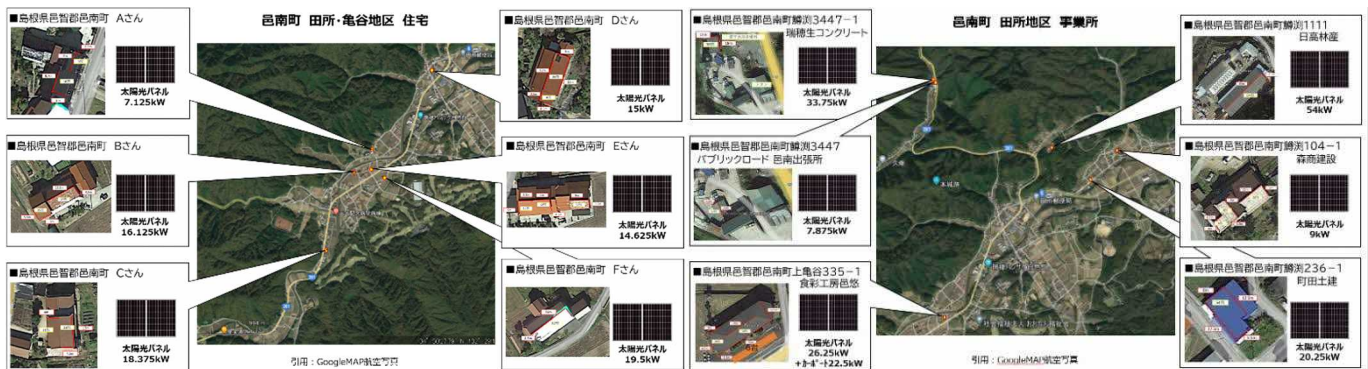 ■島根県邑智郡邑南町 Aさん
太陽光パネル
7.125kW
■島根県邑智郡邑南町 Bさん
太陽光パネル
16.125kW
■島根県邑智郡邑南町 Cさん
太陽光パネル
18.375kW
邑南町 田所・亀谷地区 住宅
引用：GoogleMAP航空写真
■島根県邑智郡邑南町 Dさん
太陽光パネル
15kW
■島根県邑智郡邑南町 Eさん
太陽光パネル
14.625kW
■島根県邑智郡邑南町 Fさん
太陽光パネル
19.5kW
■島根県邑智郡邑南町鱒渕3447-1
瑞穂生コンクリート
太陽光パネル
33.75kW
■島根県邑智郡邑南町鱒渕3447
パブリックロード 邑南出張所
太陽光パネル
7.875kW
■島根県邑智郡邑南町上亀谷335-1
食彩工房邑悠
太陽光パネル
26.25kW
+カーポート22.5kW
邑南町 田所地区 事業所
本城跡
引用：GoogleMAP航空写真
■島根県邑智郡邑南町鱒渕1111
日高林産
太陽光パネル
54kW
■島根県邑智郡邑南町鱒渕104-1
森商建設
太陽光パネル
9kW
■島根県邑智郡邑南町鱒渕236-1
町田土建
太陽光パネル
20.25kW